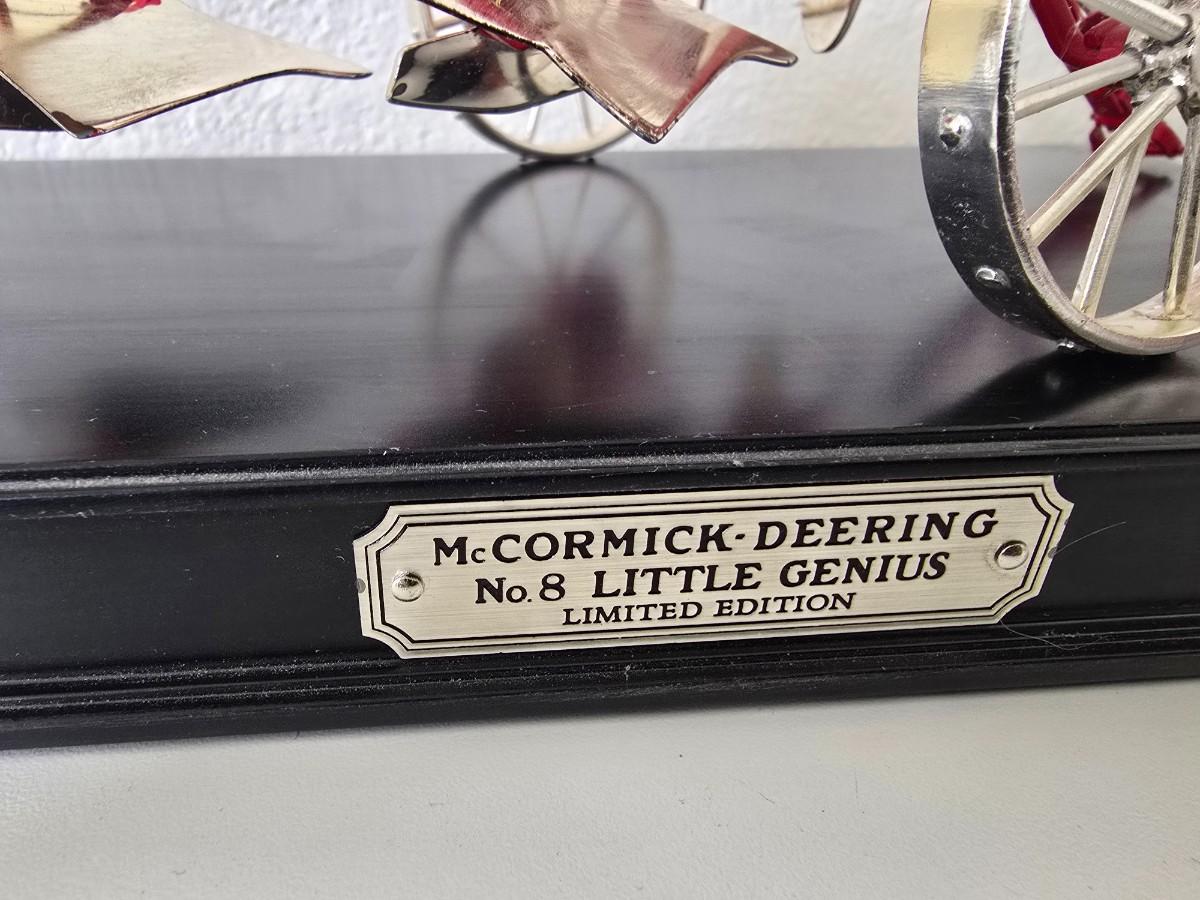 McCORMICK-DEERING
No. 8 LITTLE GENIUS
LIMITED EDITION